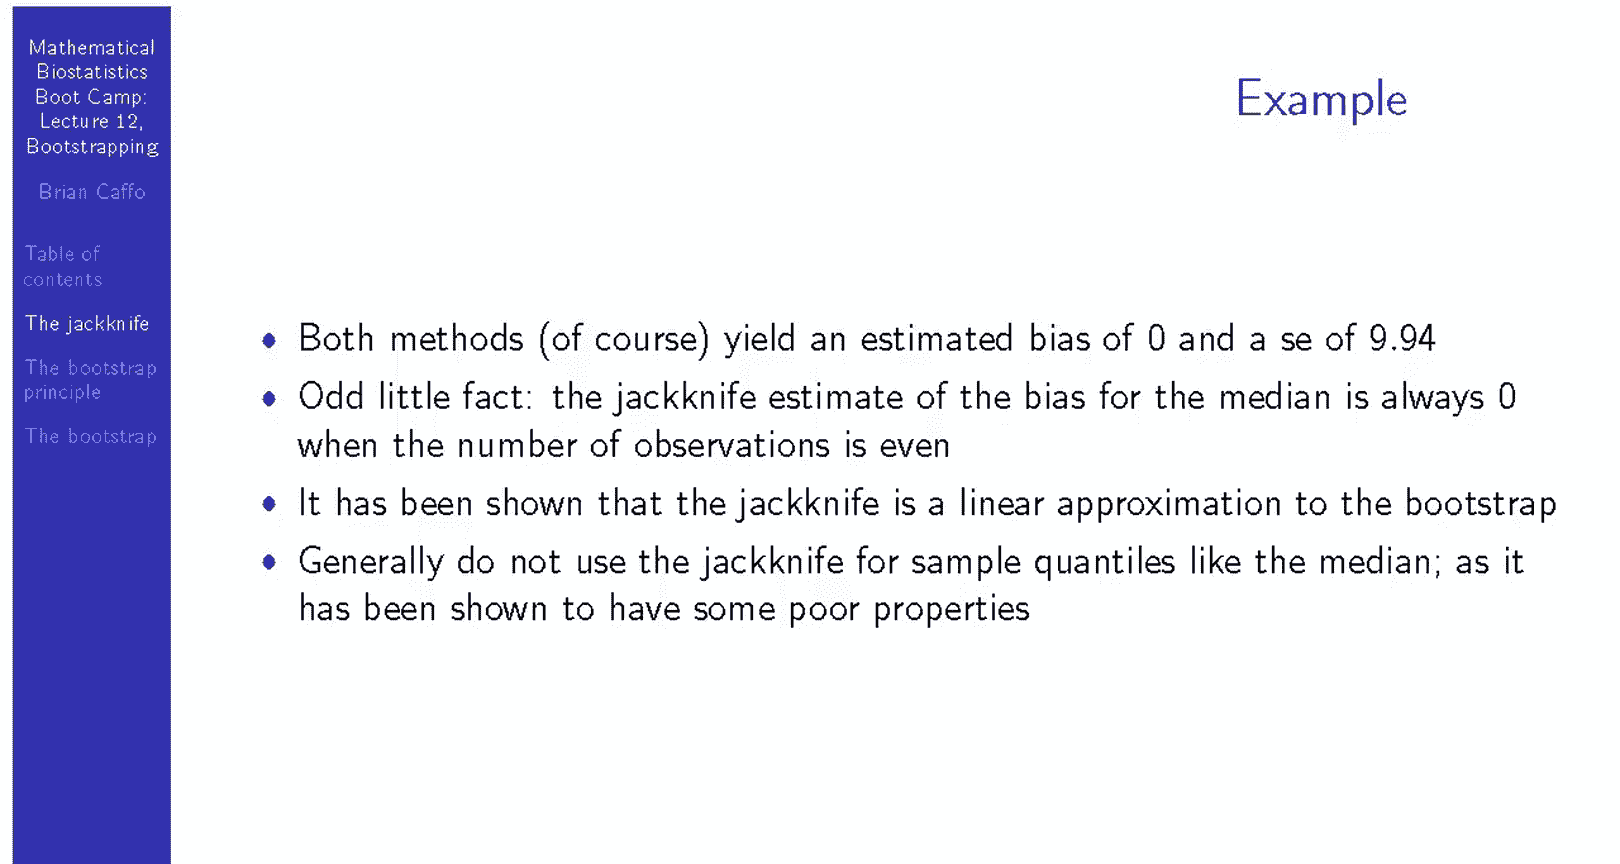 Mathematical
Biostatistics
Boot Camp:
Lecture 12,
Bootstrapping
Brian Caffo
Table of
contents
The jackknife
The bootstrap
principle
The bootstrap
Example
• Both methods (of course) yield an estimated bias of 0 and a se of 9.94
• Odd little fact: the jackknife estimate of the bias for the median is always 0
when the number of observations is even
• It has been shown that the jackknife is a linear approximation to the bootstrap
• Generally do not use the jackknife for sample quantiles like the median; as it
has been shown to have some poor properties